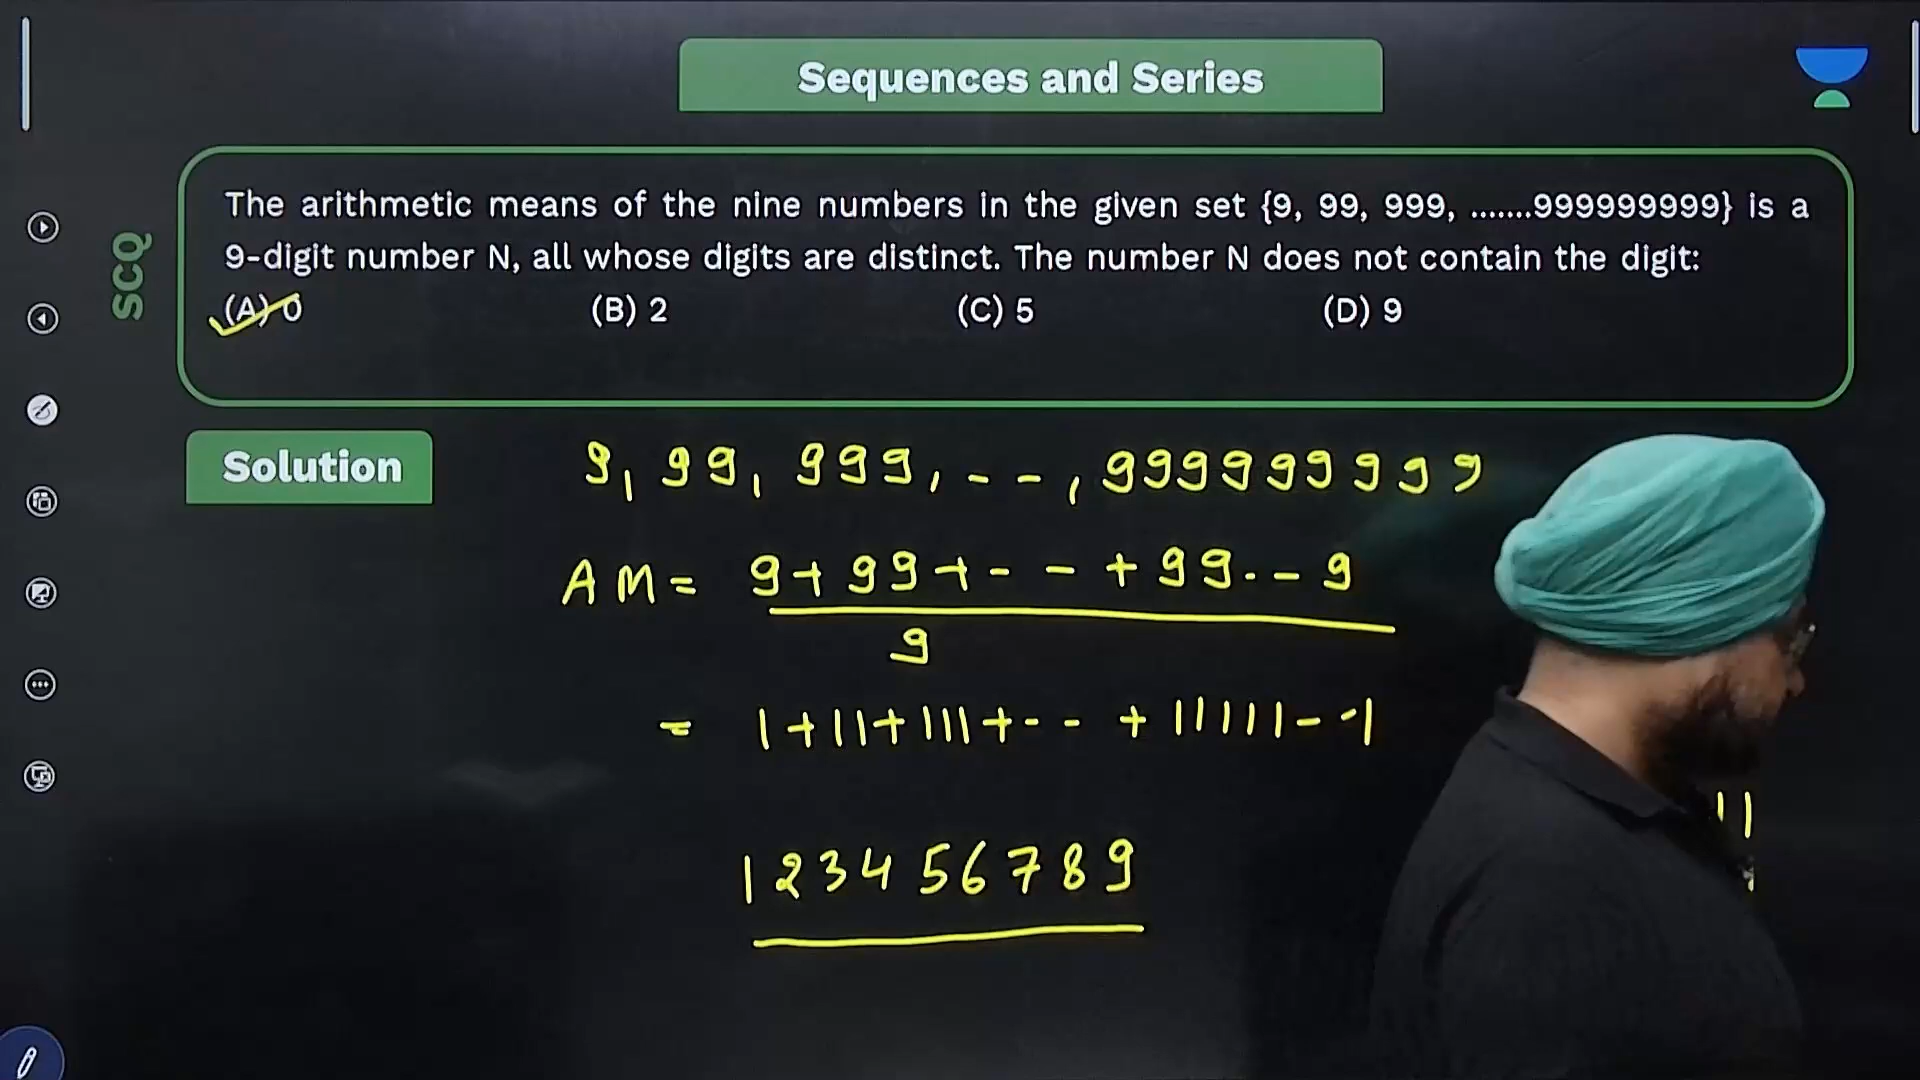 Sequences and Series
SCQ
The arithmetic means of the nine numbers in the given set {9, 99, 999, .......999999999} is a
9-digit number N, all whose digits are distinct. The number N does not contain the digit:
(A) 0 (B) 2 (C) 5 (D) 9
Solution
9, 99, 999, - - , 999999999
AM = 9 + 99 + - - + 99 - - 9
9
= 1 + 11 + 111 + - - + 11111 - - 1
11
123456789